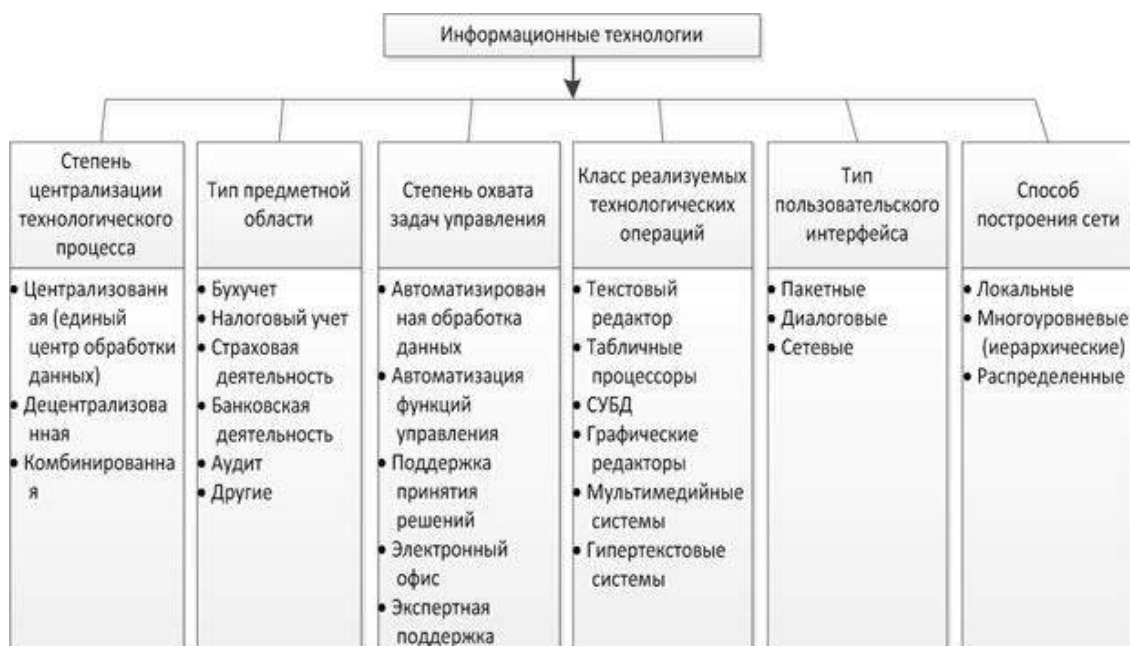 Информационные технологии
Степень
централизации
технологического
процесса
• Централизованн
ая (единый
центр обработки
данных)
• Децентрализова
нная
• Комбинированна
я
Тип предметной
области
• Бухучет
• Налоговый учет
• Страховая
деятельность
• Банковская
деятельность
• Аудит
• Другие
Степень охвата
задач управления
• Автоматизирован
ная обработка
данных
• Автоматизация
функций
управления
• Поддержка
принятия
решений
• Электронный
офис
• Экспертная
поддержка
Класс реализуемых
технологических
операций
• Текстовый
редактор
• Табличные
процессоры
• СУБД
• Графические
редакторы
• Мультимедийные
системы
• Гипертекстовые
системы
Тип
пользовательского
интерфейса
• Пакетные
• Диалоговые
• Сетевые
Способ
построения сети
• Локальные
• Многоуровневые
(иерархические)
• Распределенные